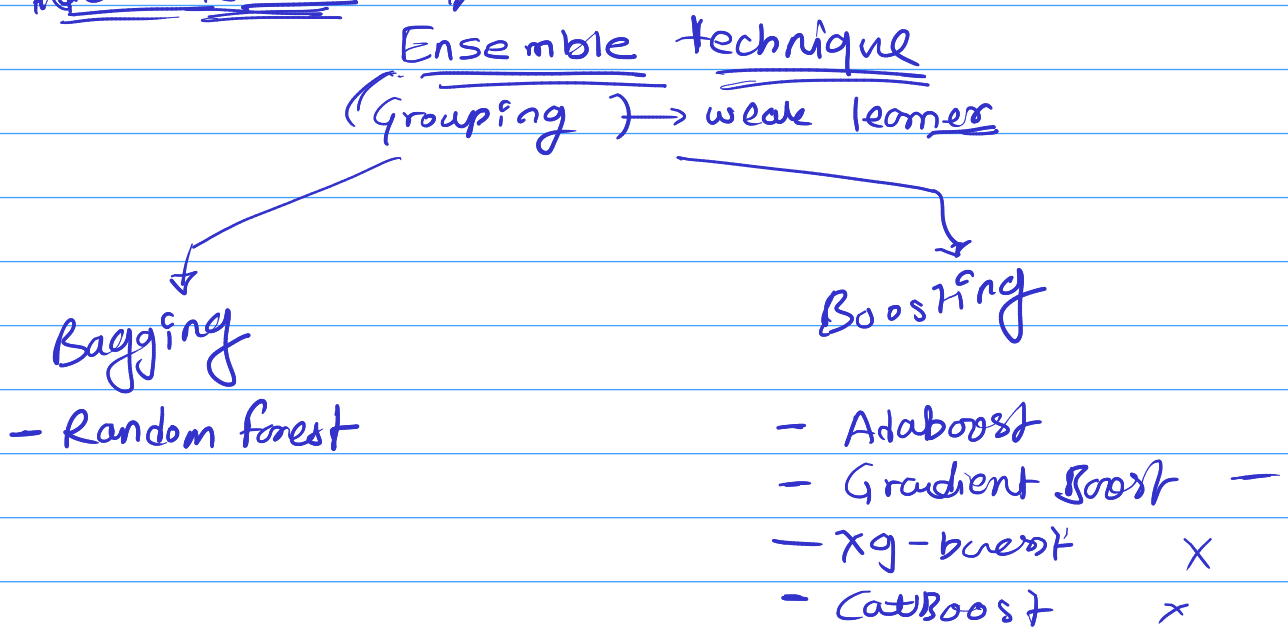 Ensemble technique
(Grouping) → weak learner
Bagging
Boosting
- Random forest
- Adaboost
- Gradient Boost -
- Xg-boost X
- CatBoost x